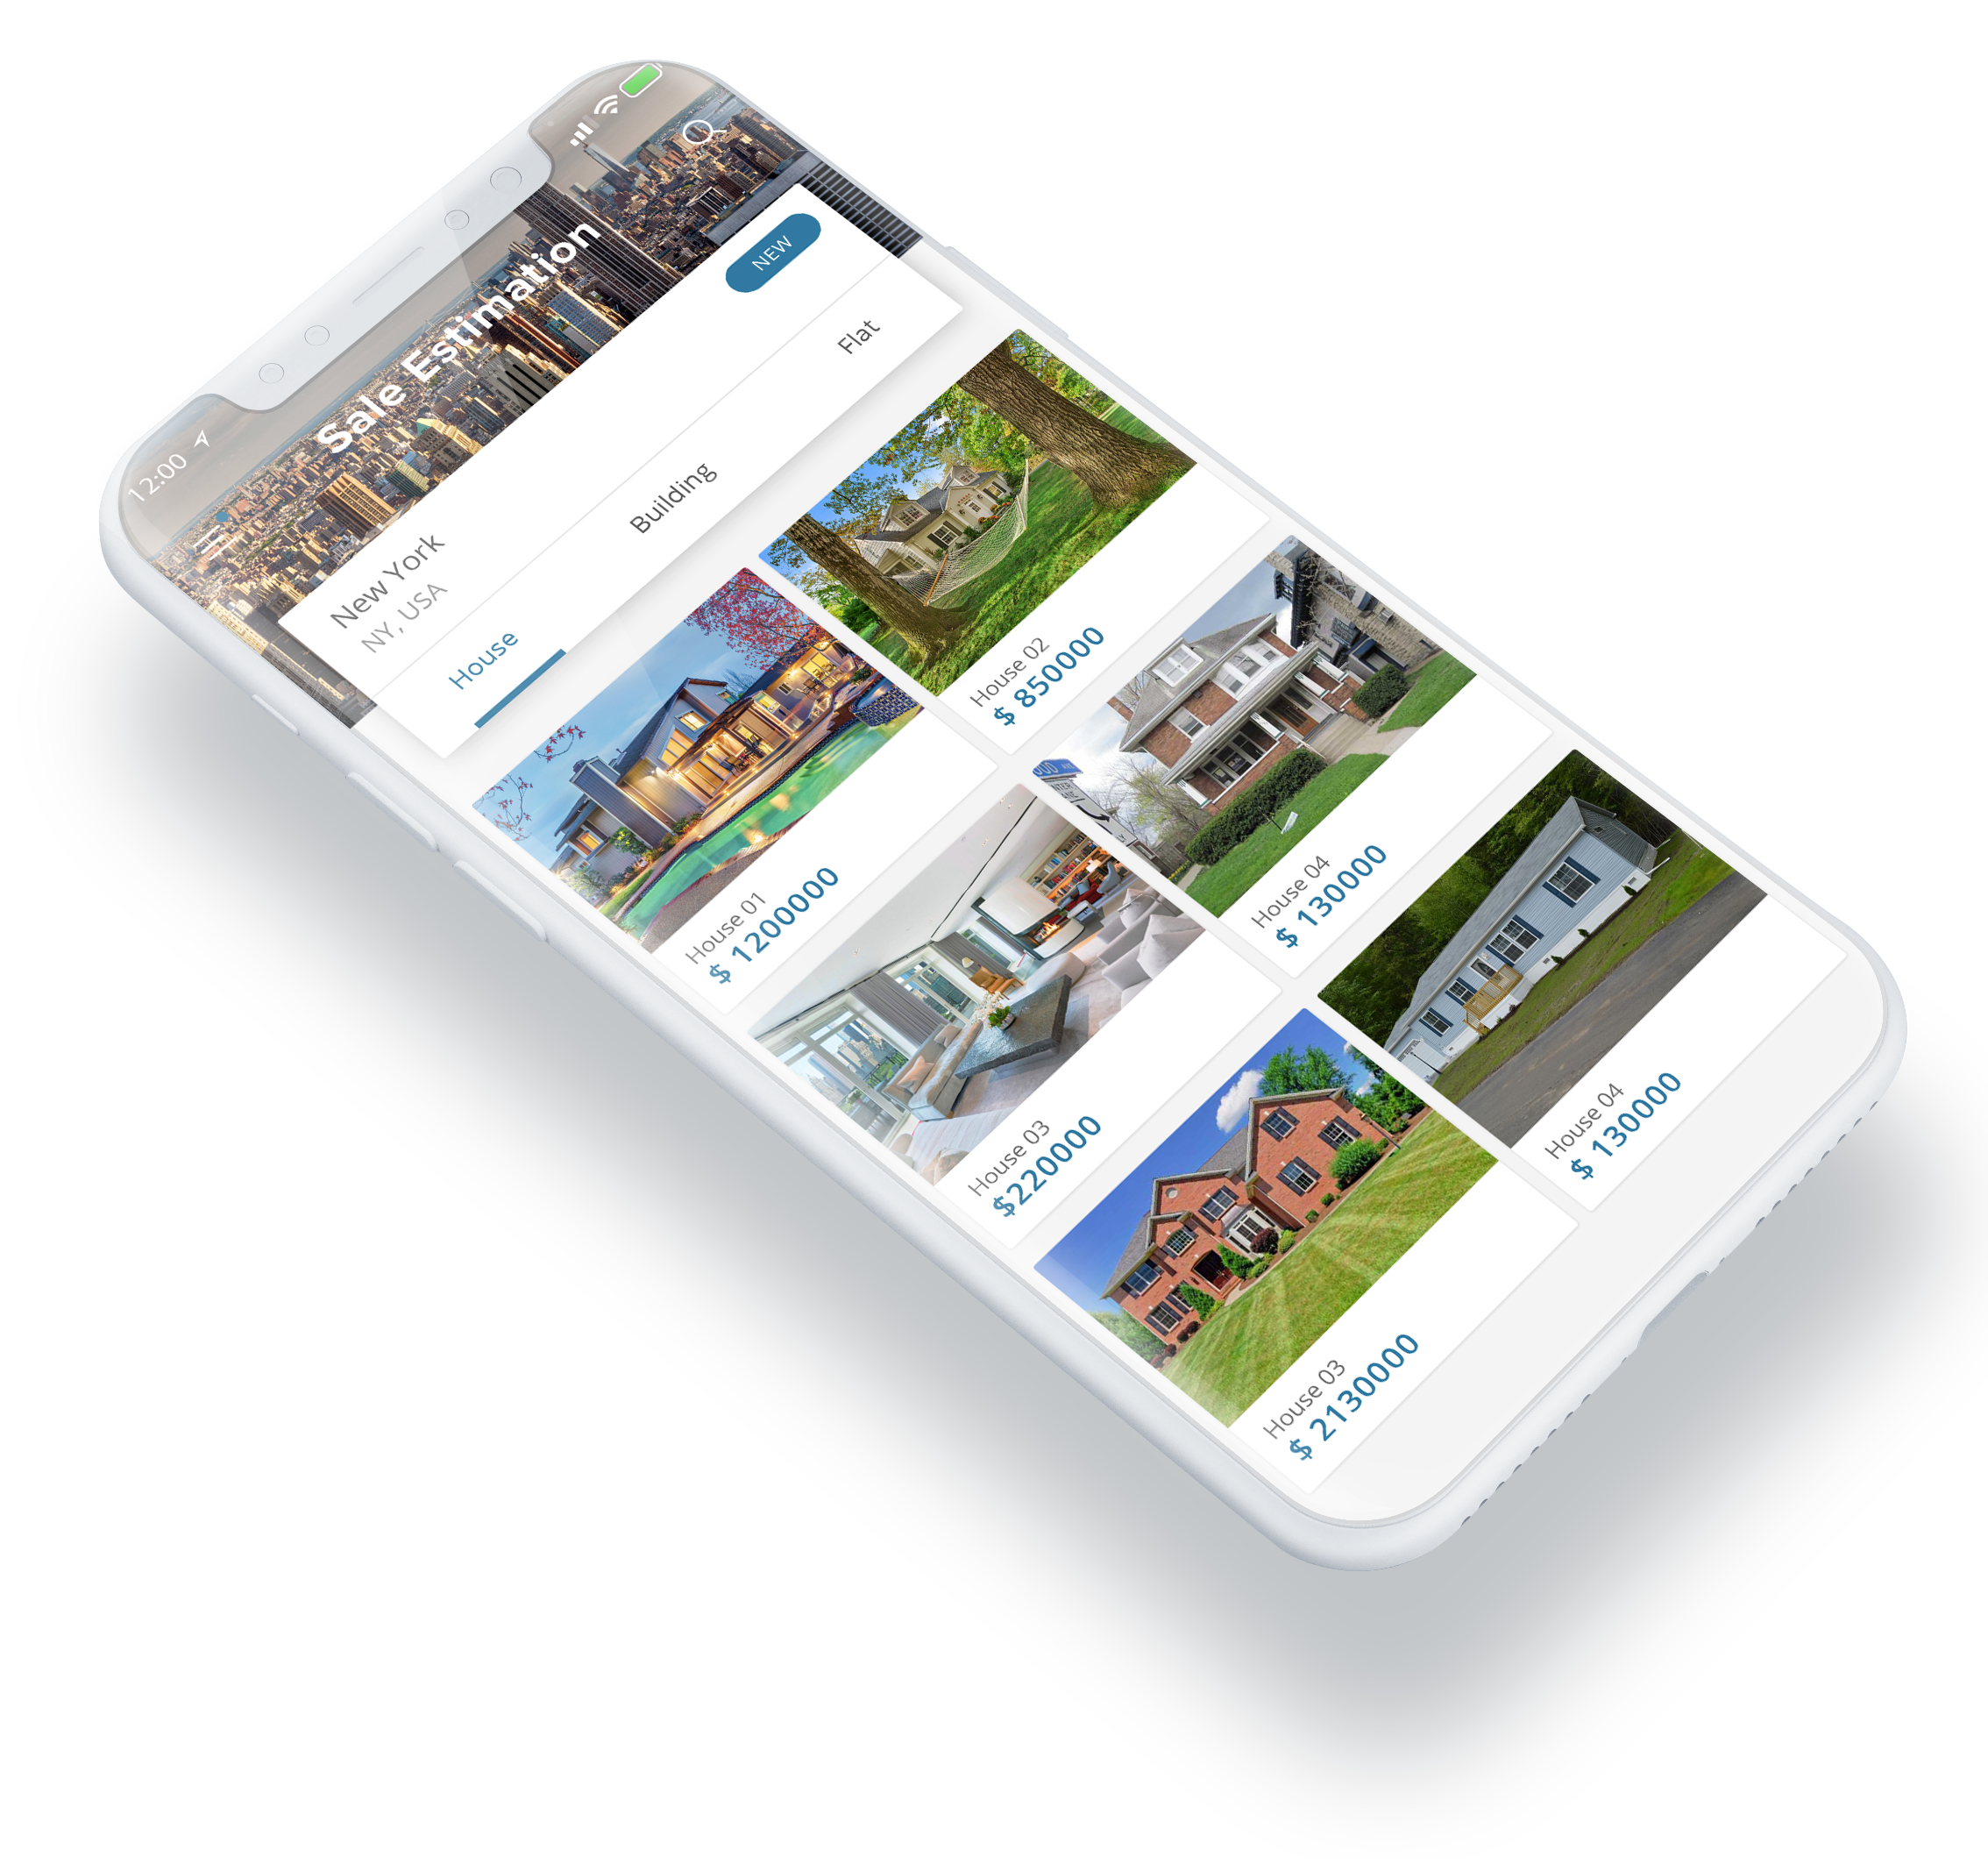 12:00
Sale Estimation
New York
NY, USA
NEW
House
Building
Flat
House 01
$ 1200000
House 02
$ 850000
House 03
$220000
House 04
$ 130000
House 03
$ 2130000
House 04
$ 130000